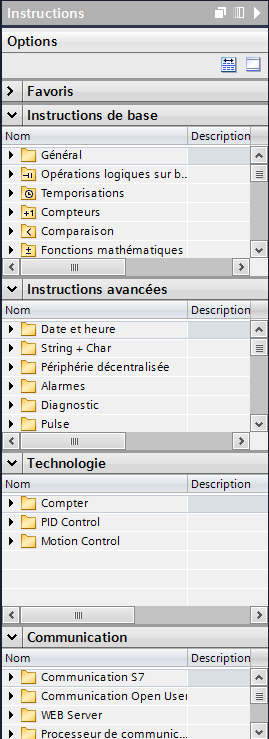 Instructions
Options
Favoris
Instructions de base
Nom Description
Général
Opérations logiques sur b...
Temporisations
+1 Compteurs
Comparaison
Fonctions mathématiques
Instructions avancées
Nom Description
Date et heure
String + Char
Périphérie décentralisée
Alarmes
Diagnostic
Pulse
Technologie
Nom Description
Compter
PID Control
Motion Control
Communication
Nom Description
Communication S7
Communication Open User
WEB Server
Processeur de communic...